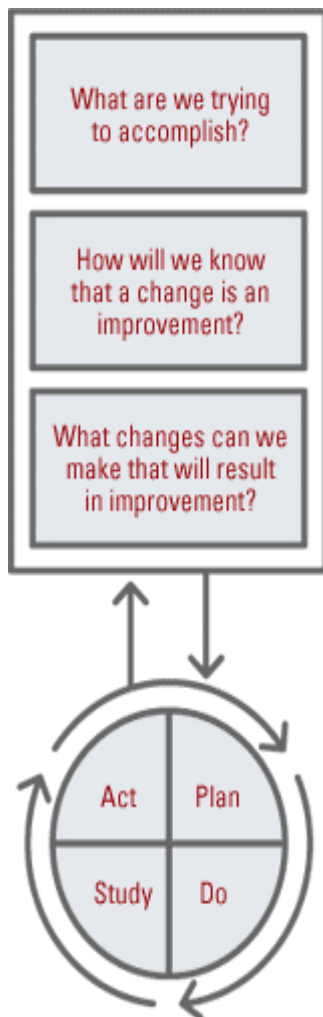 What are we trying
to accomplish?
How will we know
that a change is an
improvement?
What changes can we
make that will result
in improvement?
Act
Plan
Study
Do